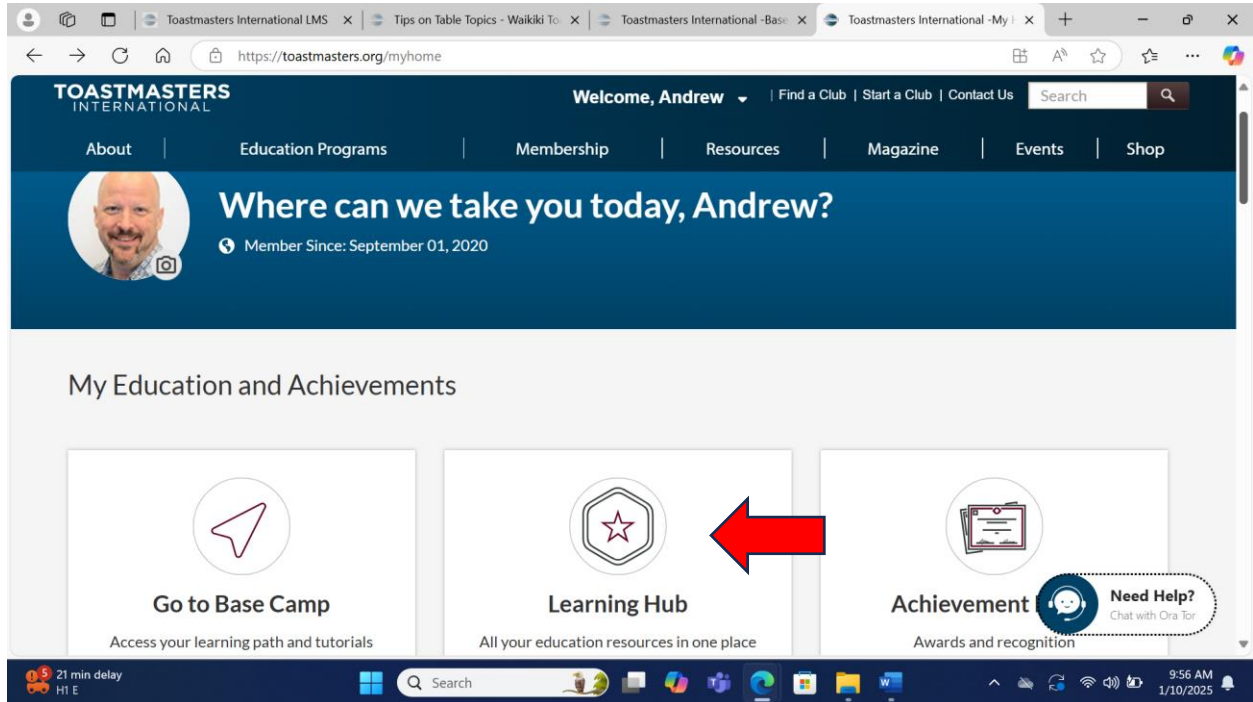 Toastmasters International LMS
Tips on Table Topics - Waikiki To
Toastmasters International -Base
Toastmasters International -My H
https://toastmasters.org/myhome
TOASTMASTERS
INTERNATIONAL
Welcome, Andrew | Find a Club | Start a Club | Contact Us
Search
About | Education Programs | Membership | Resources | Magazine | Events | Shop
Where can we take you today, Andrew?
Member Since: September 01, 2020
My Education and Achievements
Go to Base Camp
Access your learning path and tutorials
Learning Hub
All your education resources in one place
Achievement
Awards and recognition
Need Help?
Chat with Ora Tor
5
21 min delay
H1 E
Search
9:56 AM
1/10/2025